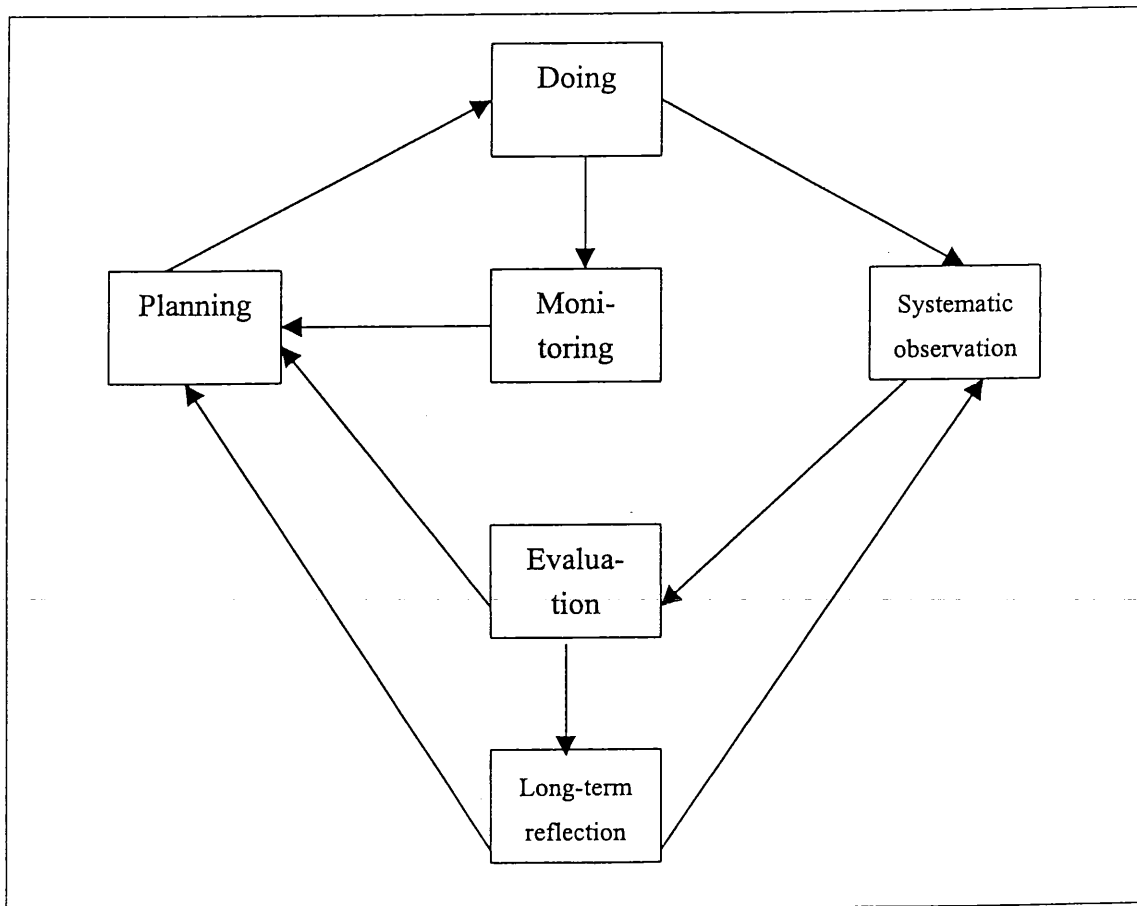 Doing
Planning
Moni-
toring
Systematic
observation
Evalua-
tion
Long-term
reflection